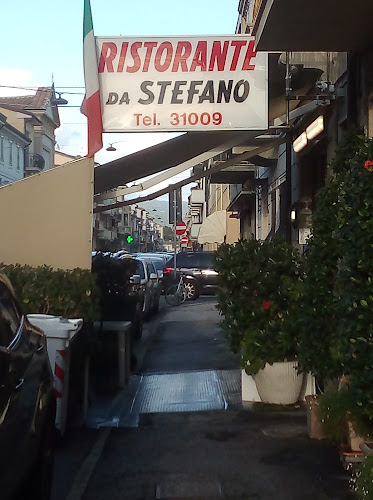 RISTORANTE
DA STEFANO
Tel. 31009